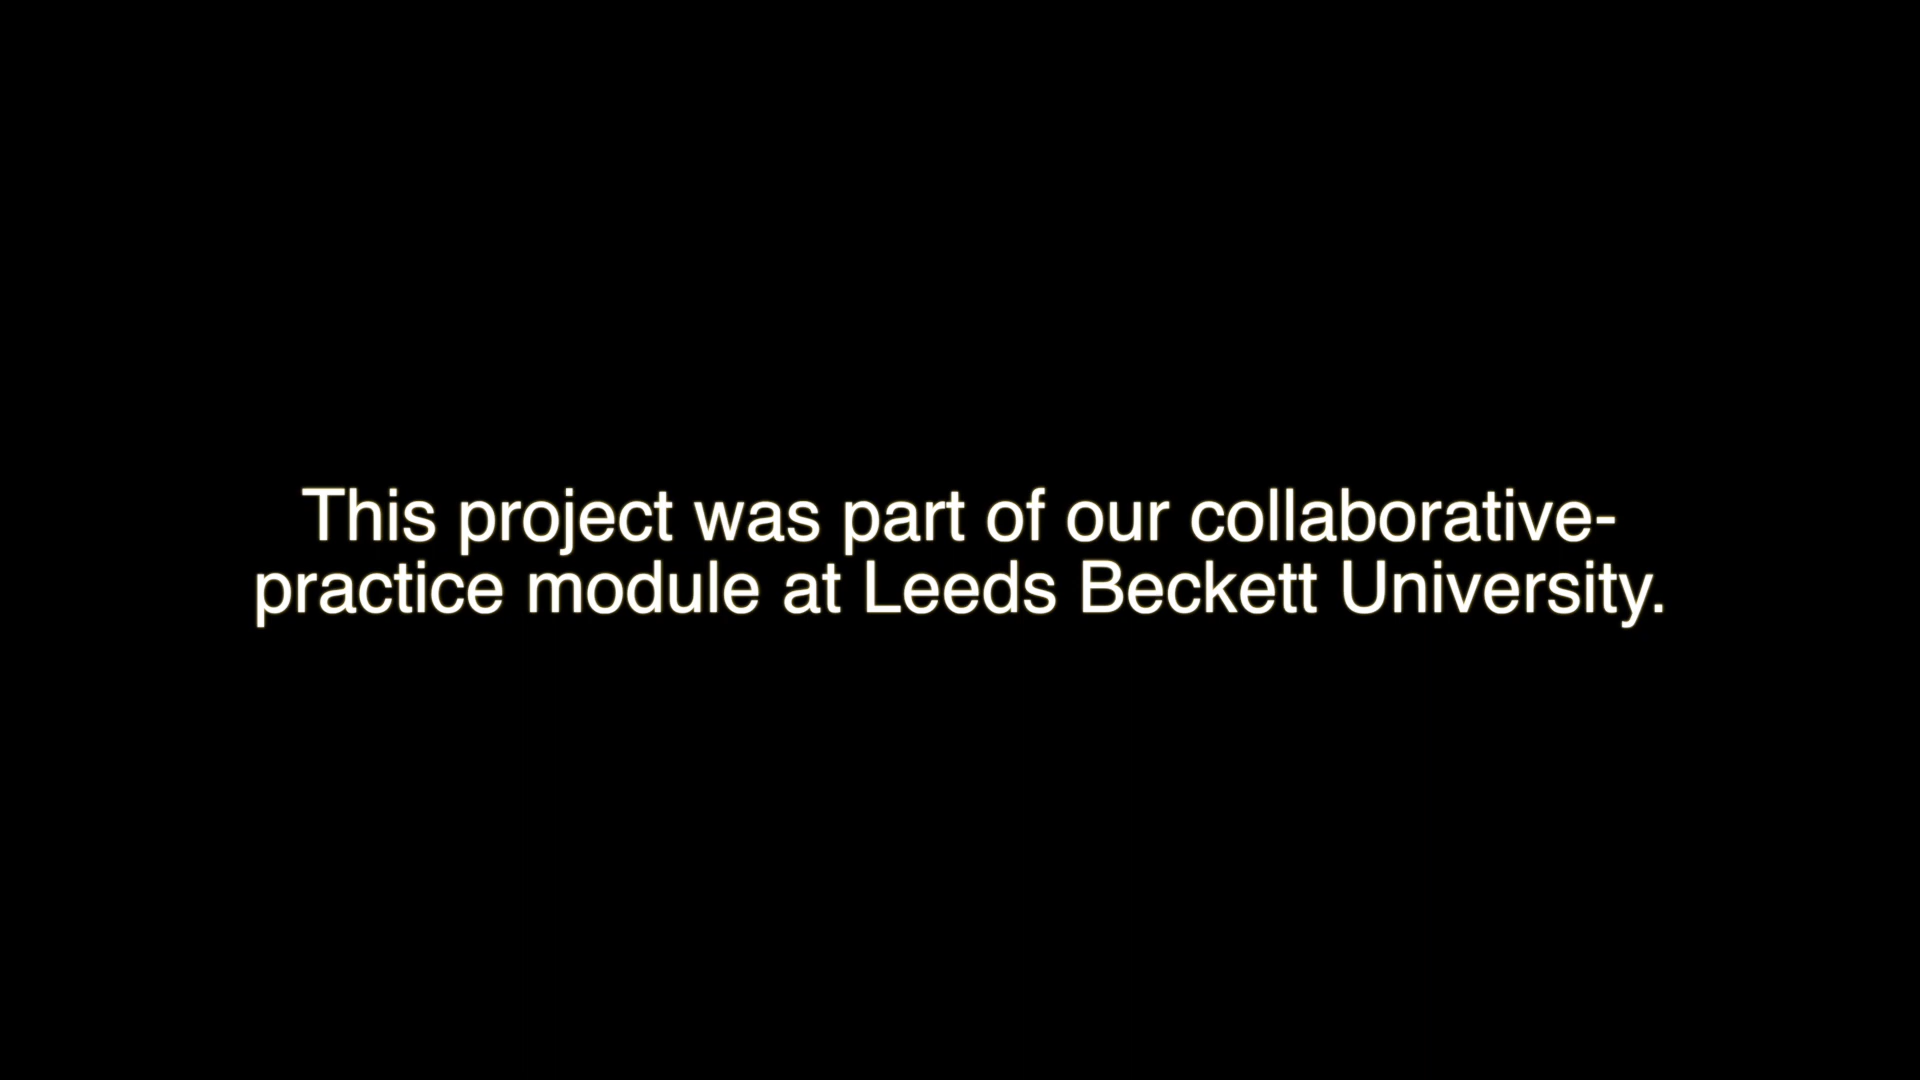 This project was part of our collaborative-
practice module at Leeds Beckett University.